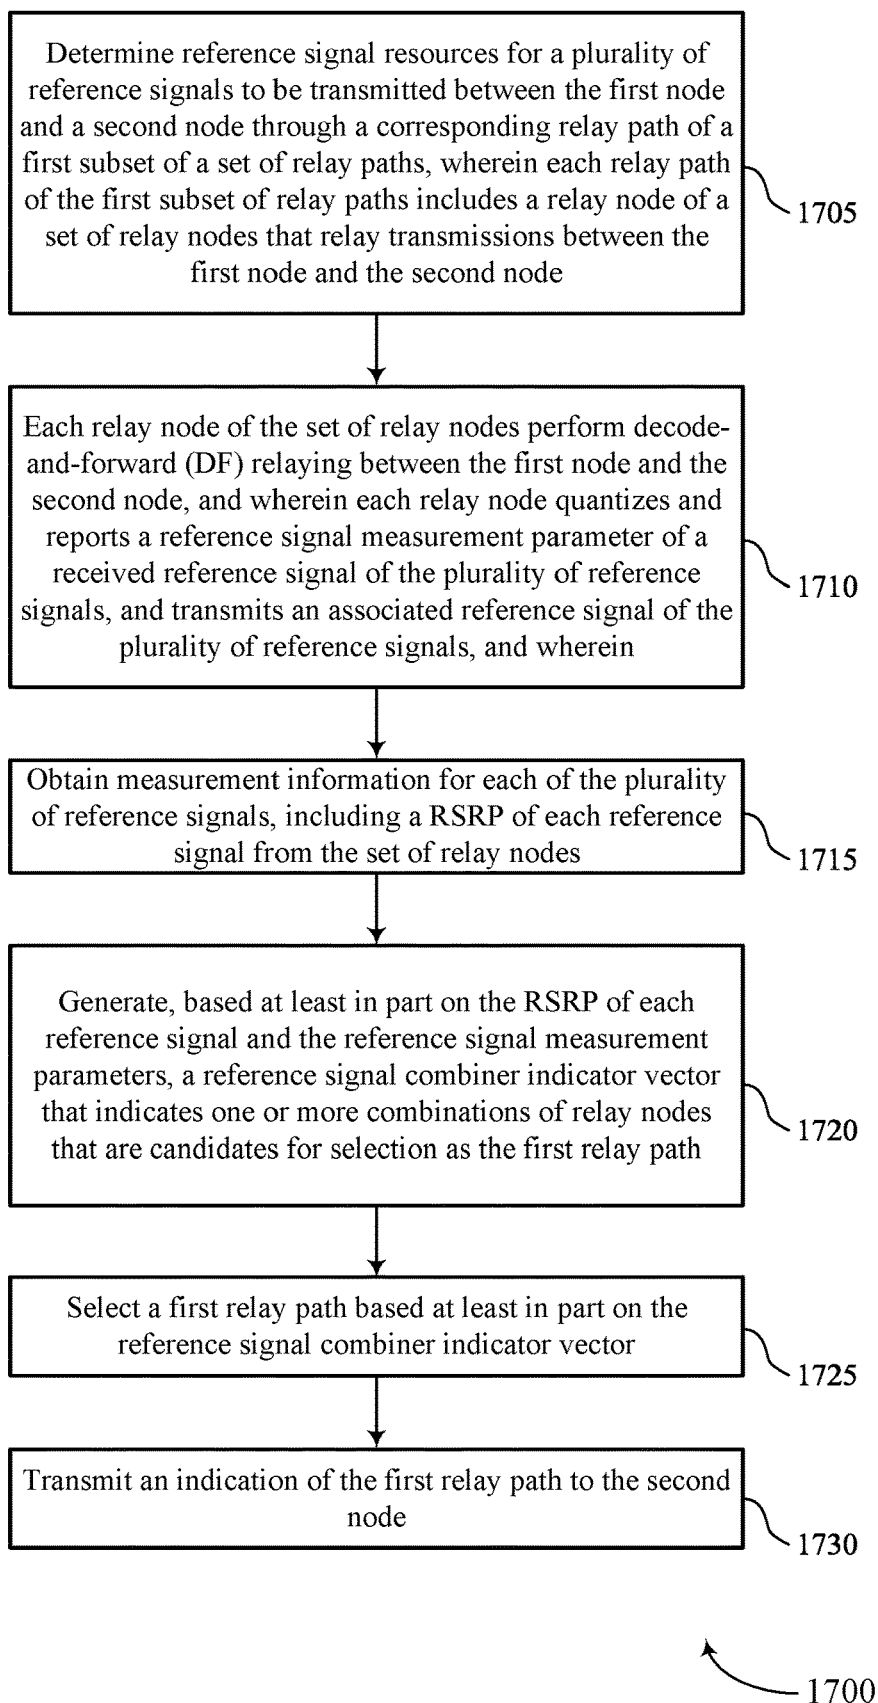 Determine reference signal resources for a plurality of
reference signals to be transmitted between the first node
and a second node through a corresponding relay path of a
first subset of a set of relay paths, wherein each relay path
of the first subset of relay paths includes a relay node of a
set of relay nodes that relay transmissions between the
first node and the second node
1705
Each relay node of the set of relay nodes perform decode-
and-forward (DF) relaying between the first node and the
second node, and wherein each relay node quantizes and
reports a reference signal measurement parameter of a
received reference signal of the plurality of reference
signals, and transmits an associated reference signal of the
plurality of reference signals, and wherein
1710
Obtain measurement information for each of the plurality
of reference signals, including a RSRP of each reference
signal from the set of relay nodes
1715
Generate, based at least in part on the RSRP of each
reference signal and the reference signal measurement
parameters, a reference signal combiner indicator vector
that indicates one or more combinations of relay nodes
that are candidates for selection as the first relay path
1720
Select a first relay path based at least in part on the
reference signal combiner indicator vector
1725
Transmit an indication of the first relay path to the second
node
1730
1700